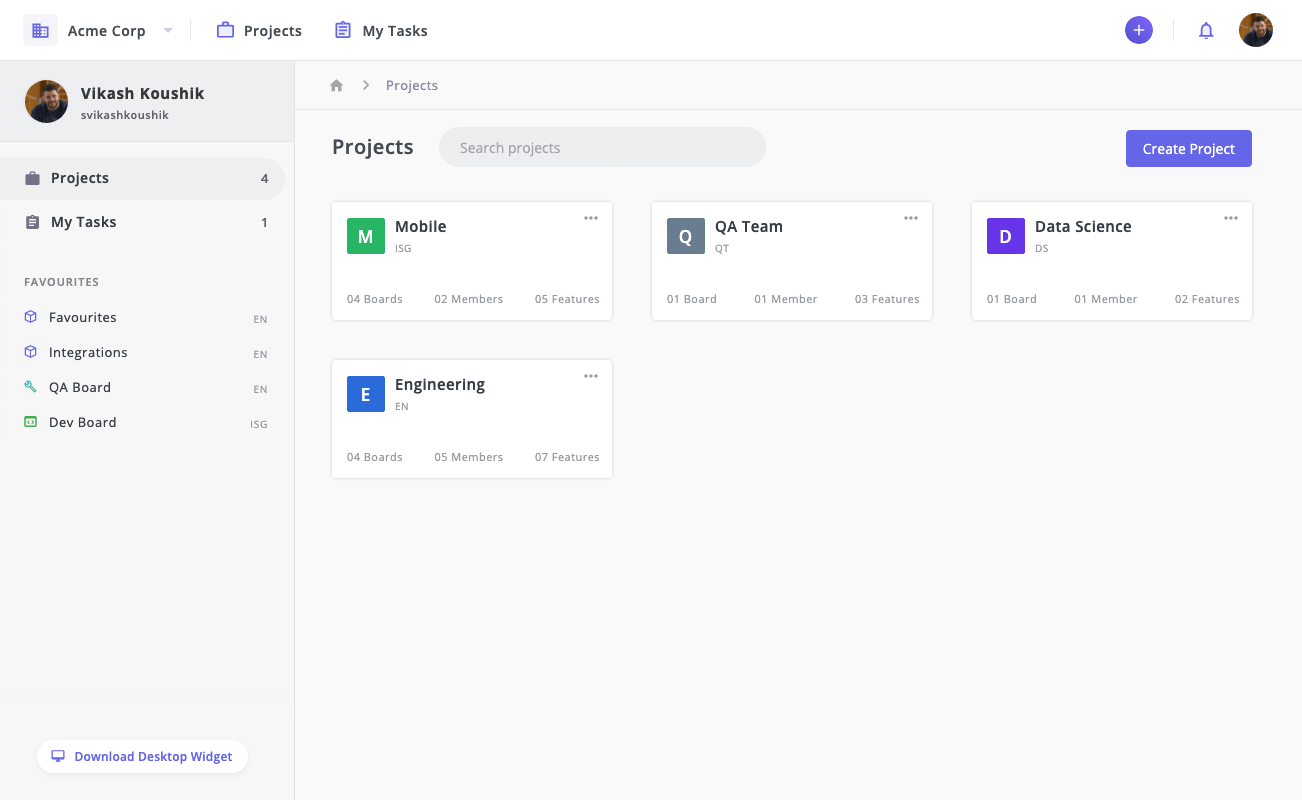 Acme Corp
Projects
My Tasks
Vikash Koushik
svikashkoushik
Projects 4
My Tasks 1
FAVOURITES
Favourites EN
Integrations EN
QA Board EN
Dev Board ISG
Download Desktop Widget
Projects
Projects
Search projects
Create Project
M
Mobile
ISG
04 Boards 02 Members 05 Features
Q
QA Team
QT
01 Board 01 Member 03 Features
D
Data Science
DS
01 Board 01 Member 02 Features
E
Engineering
EN
04 Boards 05 Members 07 Features